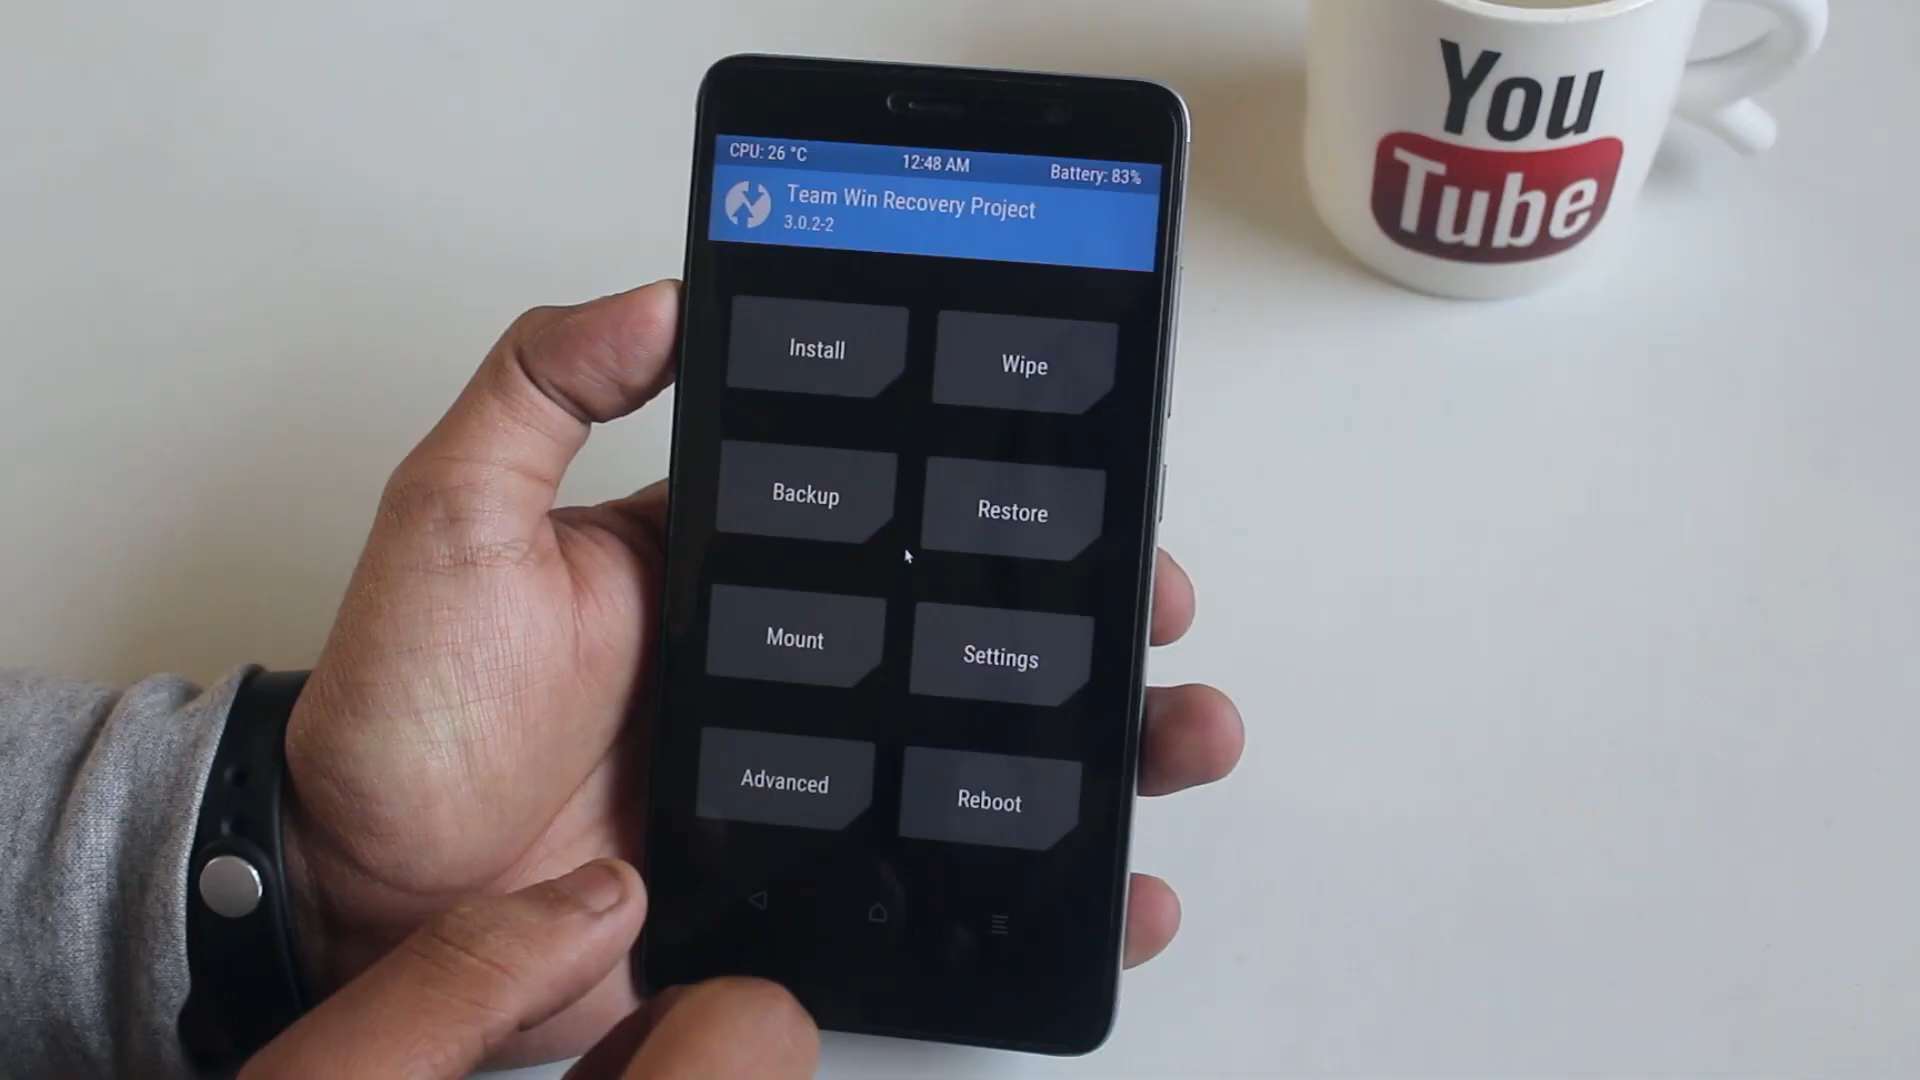 CPU: 26 °C
12:48 AM
Battery: 83%
Team Win Recovery Project
3.0.2-2
Install
Wipe
Backup
Restore
Mount
Settings
Advanced
Reboot
You
Tube